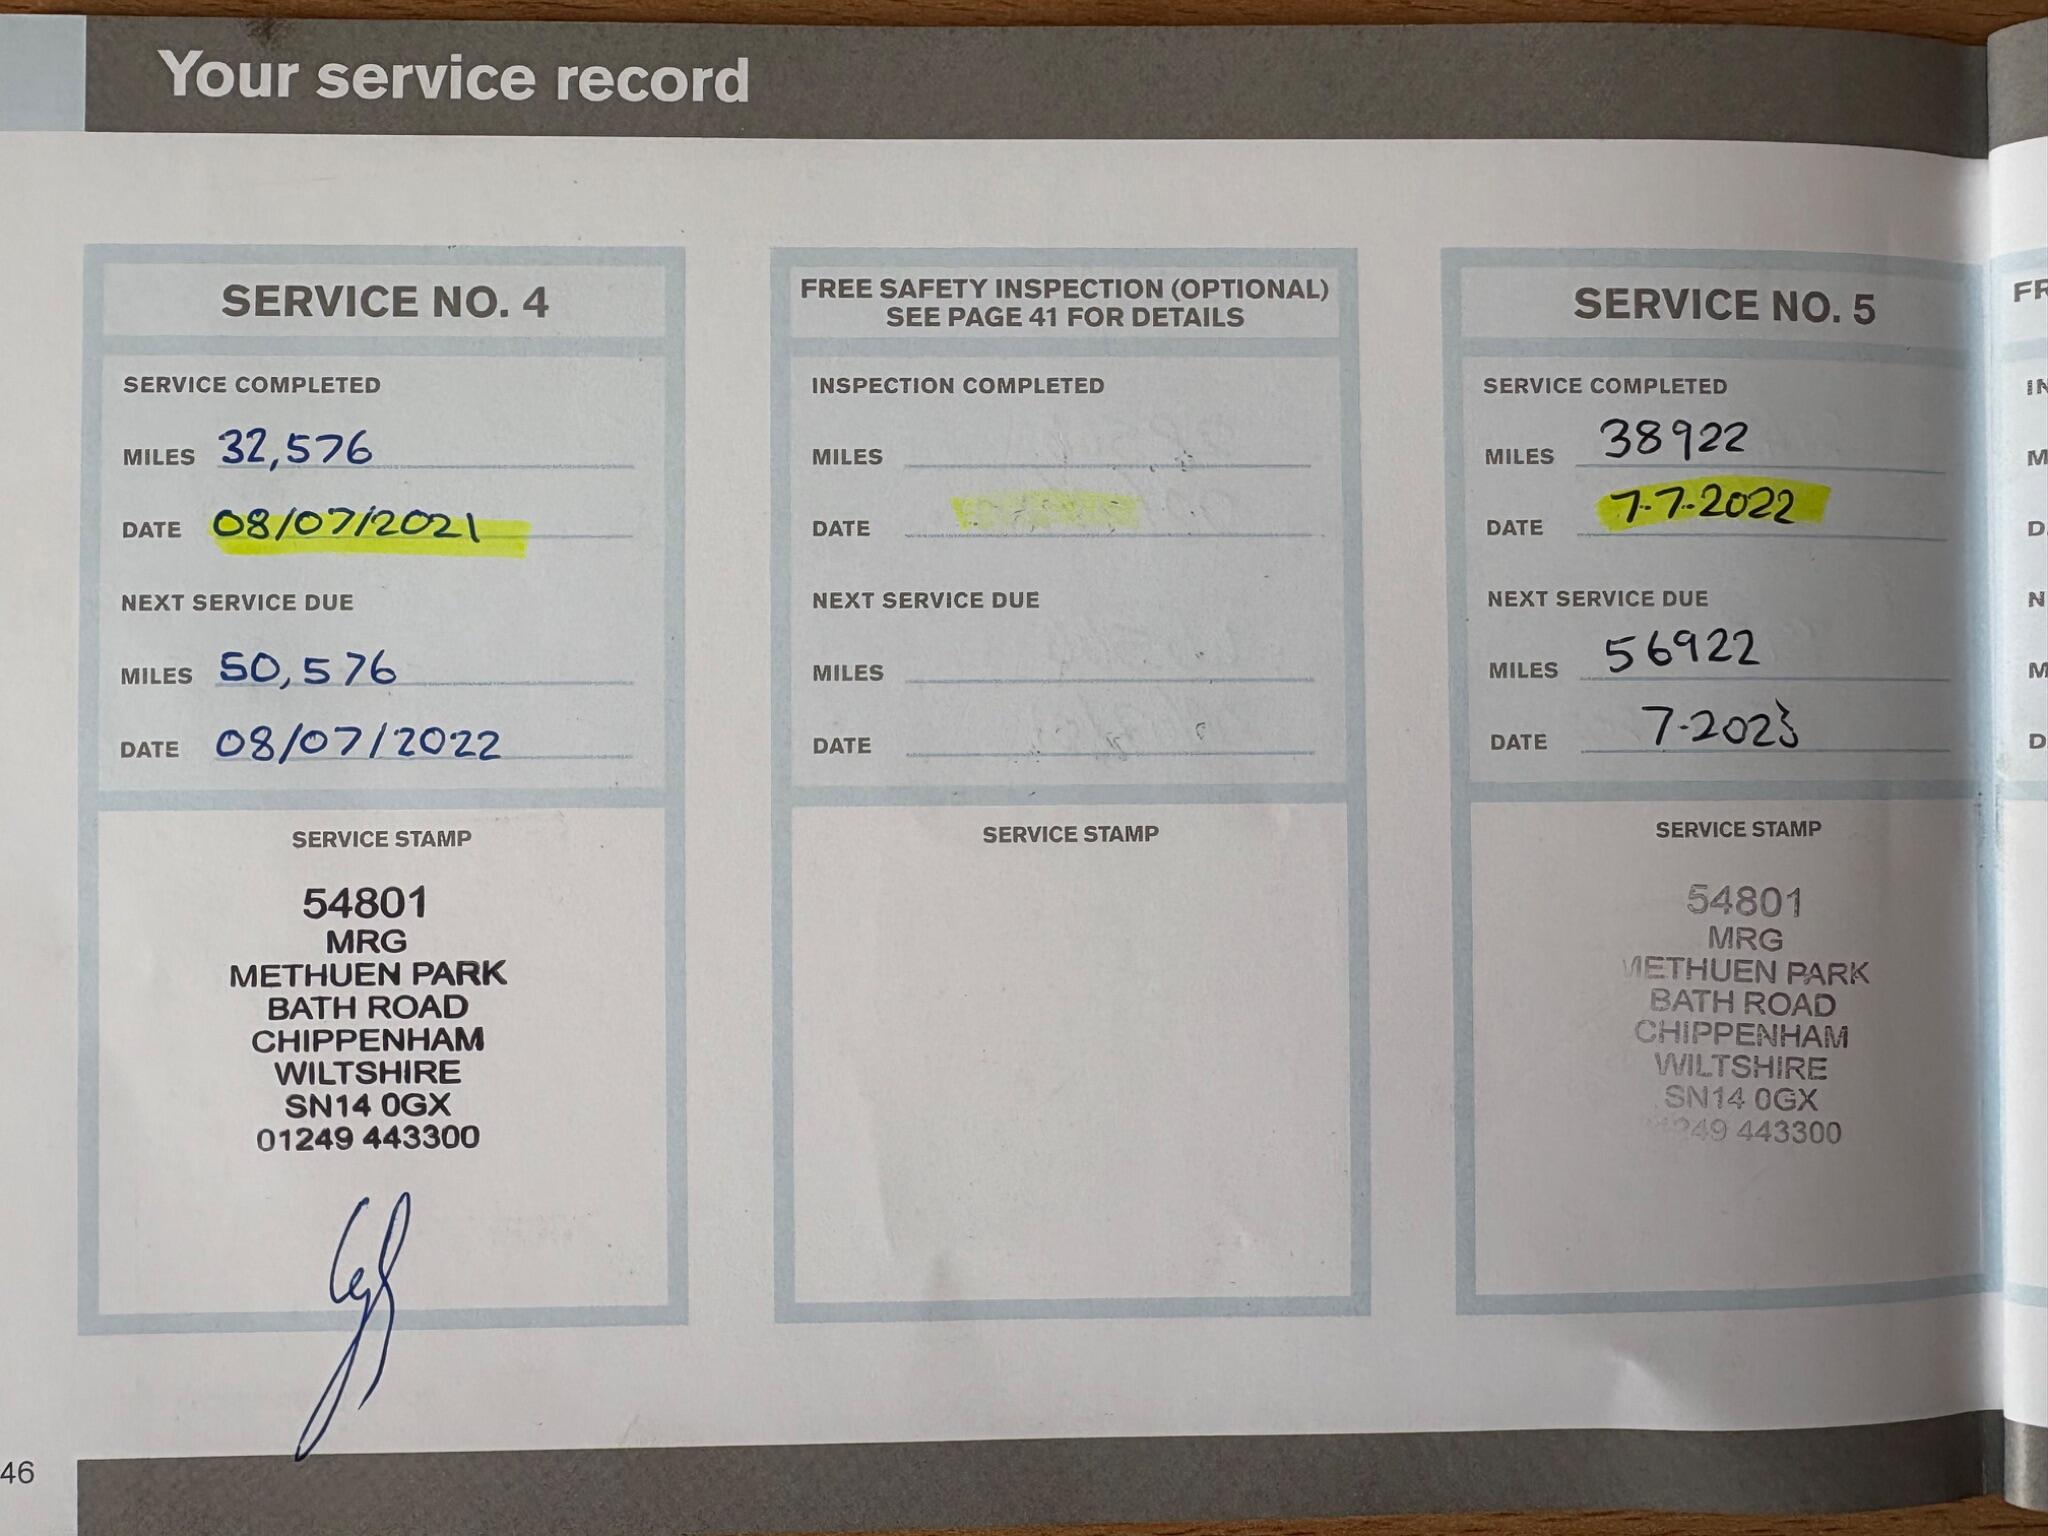 Your service record
SERVICE NO. 4
SERVICE COMPLETED
MILES 32,576
DATE 08/07/2021
NEXT SERVICE DUE
MILES 50,576
DATE 08/07/2022
SERVICE STAMP
54801
MRG
METHUEN PARK
BATH ROAD
CHIPPENHAM
WILTSHIRE
SN14 0GX
01249 443300
FREE SAFETY INSPECTION (OPTIONAL)
SEE PAGE 41 FOR DETAILS
INSPECTION COMPLETED
MILES
DATE
NEXT SERVICE DUE
MILES
DATE
SERVICE STAMP
SERVICE NO. 5
SERVICE COMPLETED
MILES 38922
DATE 7-7-2022
NEXT SERVICE DUE
MILES 56922
DATE 7-2023
SERVICE STAMP
54801
MRG
METHUEN PARK
BATH ROAD
CHIPPENHAM
WILTSHIRE
SN14 0GX
443300
46